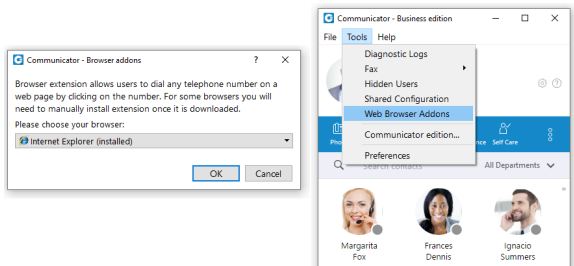 Communicator - Browser addons
Browser extension allows users to dial any telephone number on a
web page by clicking on the number. For some browsers you will
need to manually install extension once it is downloaded.
Please choose your browser:
Internet Explorer (installed)
OK
Cancel
Communicator - Business edition
File Tools Help
Diagnostic Logs
Fax
Hidden Users
Shared Configuration
Web Browser Addons
Communicator edition...
Preferences
Self Care
Search contacts
All Departments
Margarita
Fox
Frances
Dennis
Ignacio
Summers